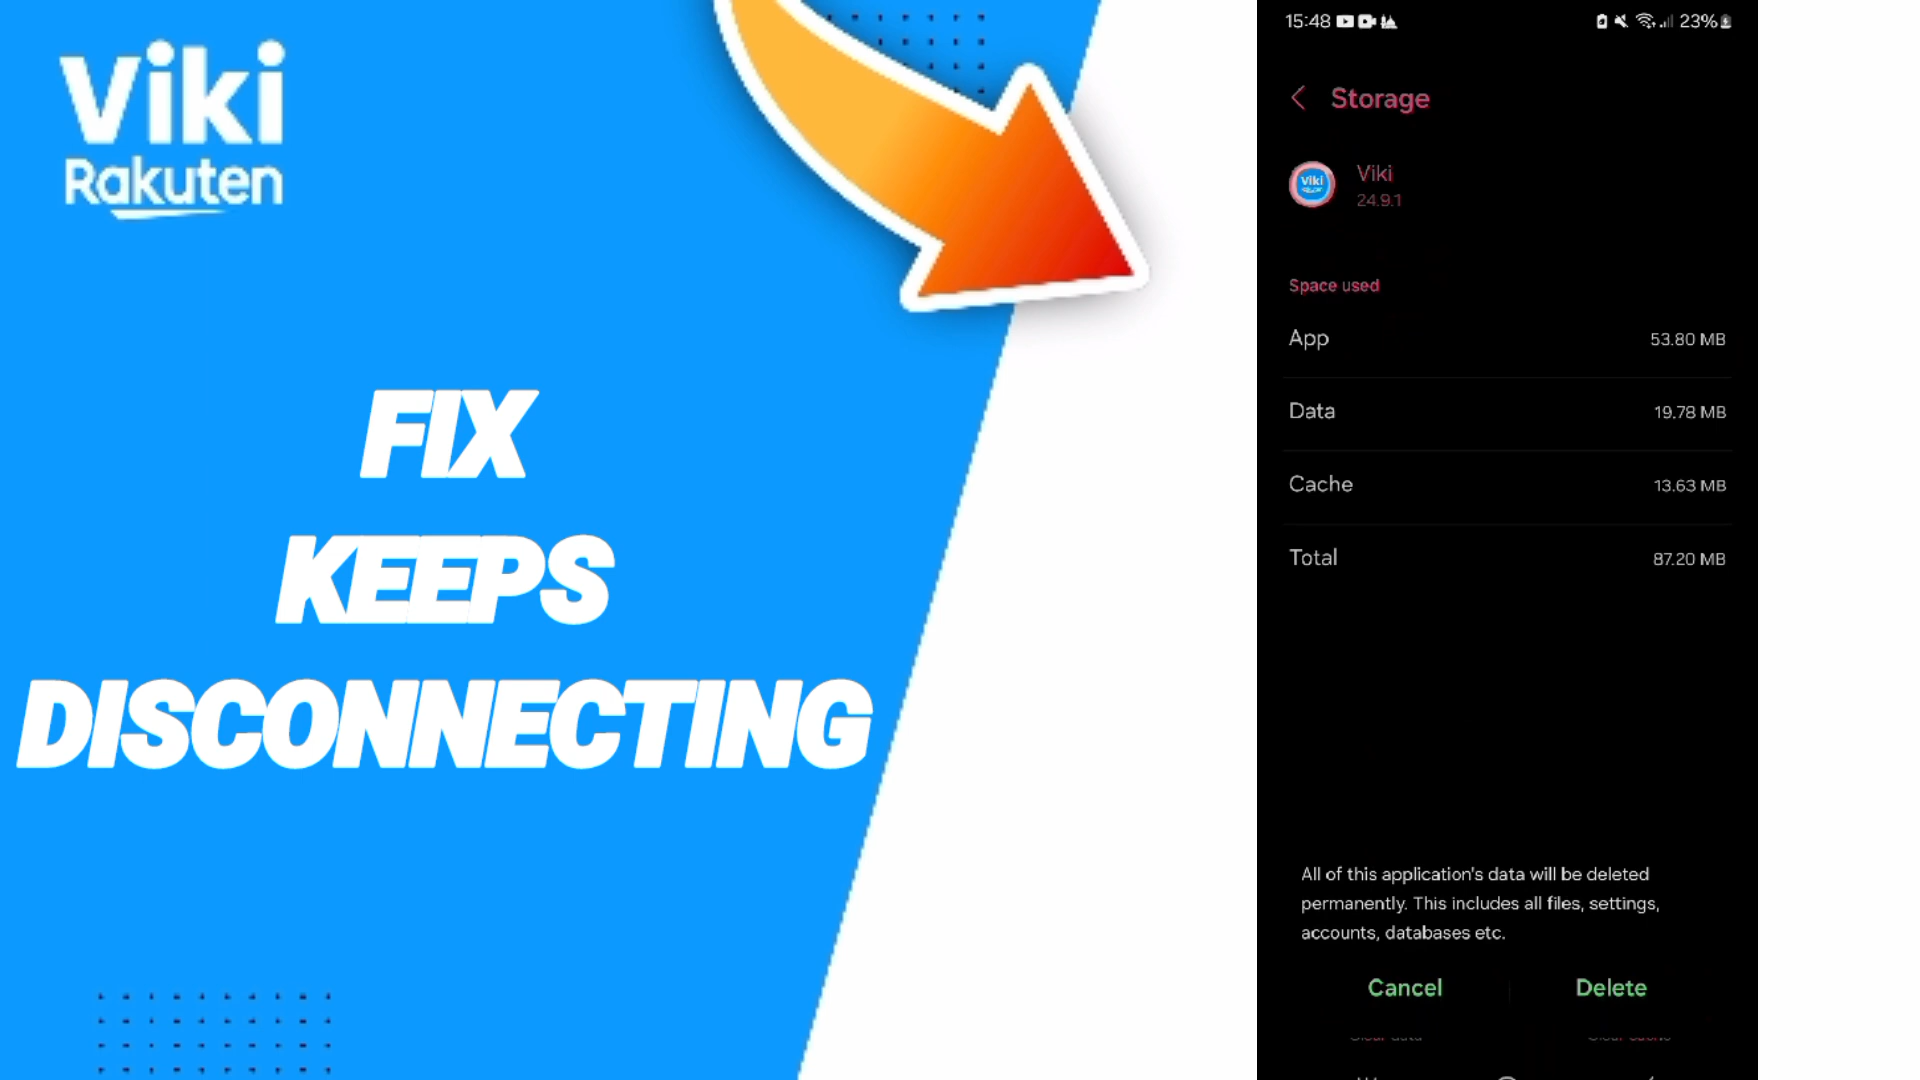 Viki
Rakuten
FIX
KEEPS
DISCONNECTING
15:48
23%
Storage
Viki
Viki
24.9.1
Space used
App 53.80 MB
Data 19.78 MB
Cache 13.63 MB
Total 87.20 MB
All of this application's data will be deleted
permanently. This includes all files, settings,
accounts, databases etc.
Cancel Delete